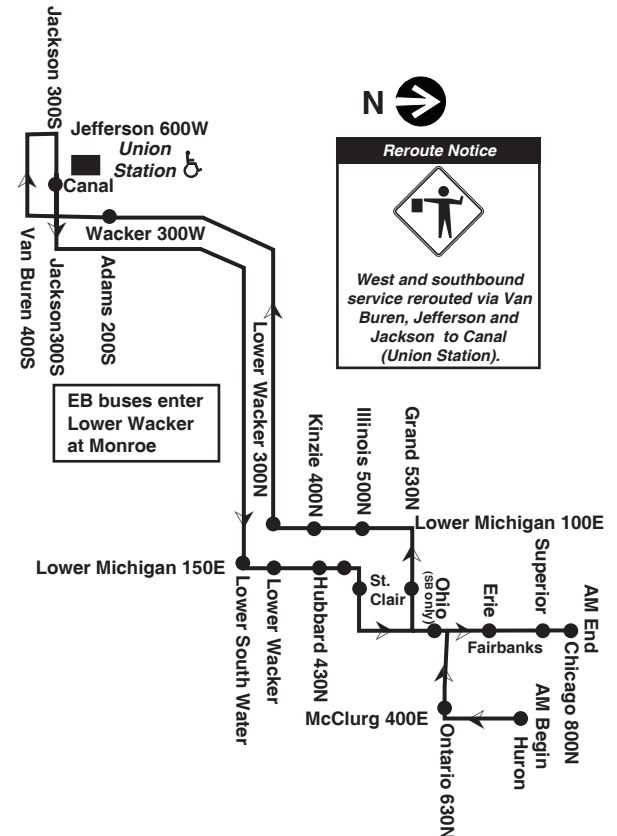 Jackson 300S
Jefferson 600W
Union
Station
Canal
Wacker 300W
Van Buren 400S
Jackson300S
Adams 200S
N
Reroute Notice
West and southbound
service rerouted via Van
Buren, Jefferson and
Jackson to Canal
(Union Station).
EB buses enter
Lower Wacker
at Monroe
Lower Wacker 300N
Kinzie 400N
Illinois 500N
Grand 530N
Lower Michigan 100E
Lower Michigan 150E
Lower South Water
Lower Wacker
Hubbard 430N
St.
Clair
Ohio
(SB only)
Erie
Superior
AM End
Fairbanks
Chicago 800N
McClurg 400E
Ontario 630N
AM Begin
Huron